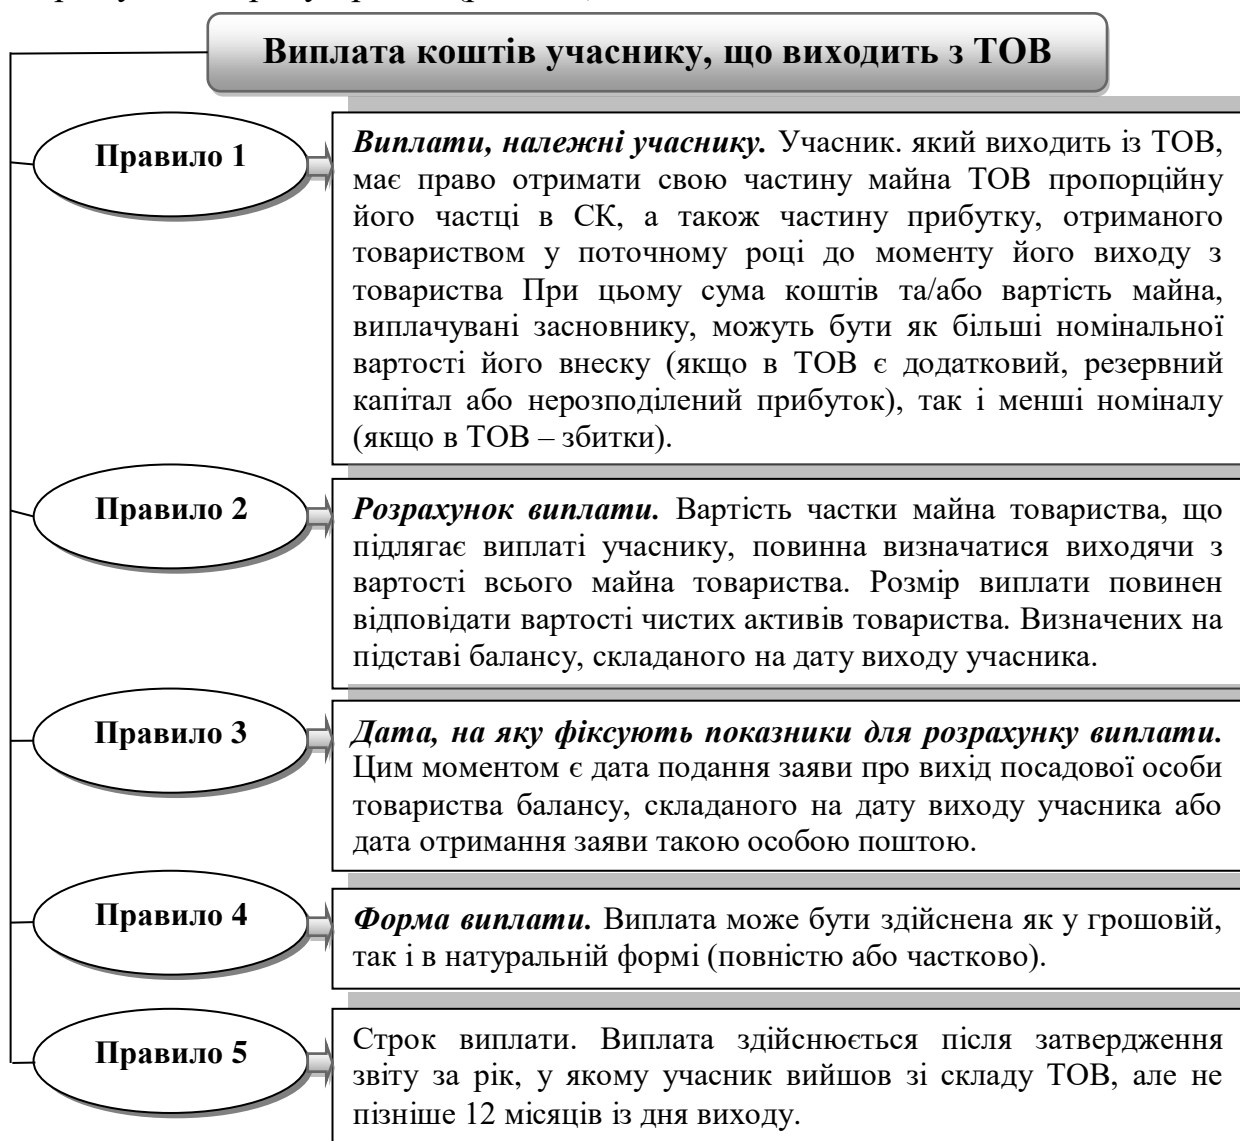 Виплата коштів учаснику, що виходить з ТОВ
Правило 1
Виплати, належні учаснику. Учасник. який виходить із ТОВ,
має право отримати свою частину майна ТОВ пропорційну
його частці в СК, а також частину прибутку, отриманого
товариством у поточному році до моменту його виходу з
товариства При цьому сума коштів та/або вартість майна,
виплачувані засновнику, можуть бути як більші номінальної
вартості його внеску (якщо в ТОВ є додатковий, резервний
капітал або нерозподілений прибуток), так і менші номіналу
(якщо в ТОВ – збитки).
Правило 2
Розрахунок виплати. Вартість частки майна товариства, що
підлягає виплаті учаснику, повинна визначатися виходячи з
вартості всього майна товариства. Розмір виплати повинен
відповідати вартості чистих активів товариства. Визначених на
підставі балансу, складаного на дату виходу учасника.
Правило 3
Дата, на яку фіксують показники для розрахунку виплати.
Цим моментом є дата подання заяви про вихід посадової особи
товариства балансу, складаного на дату виходу учасника або
дата отримання заяви такою особою поштою.
Правило 4
Форма виплати. Виплата може бути здійснена як у грошовій,
так і в натуральній формі (повністю або частково).
Правило 5
Строк виплати. Виплата здійснюється після затвердження
звіту за рік, у якому учасник вийшов зі складу ТОВ, але не
пізніше 12 місяців із дня виходу.